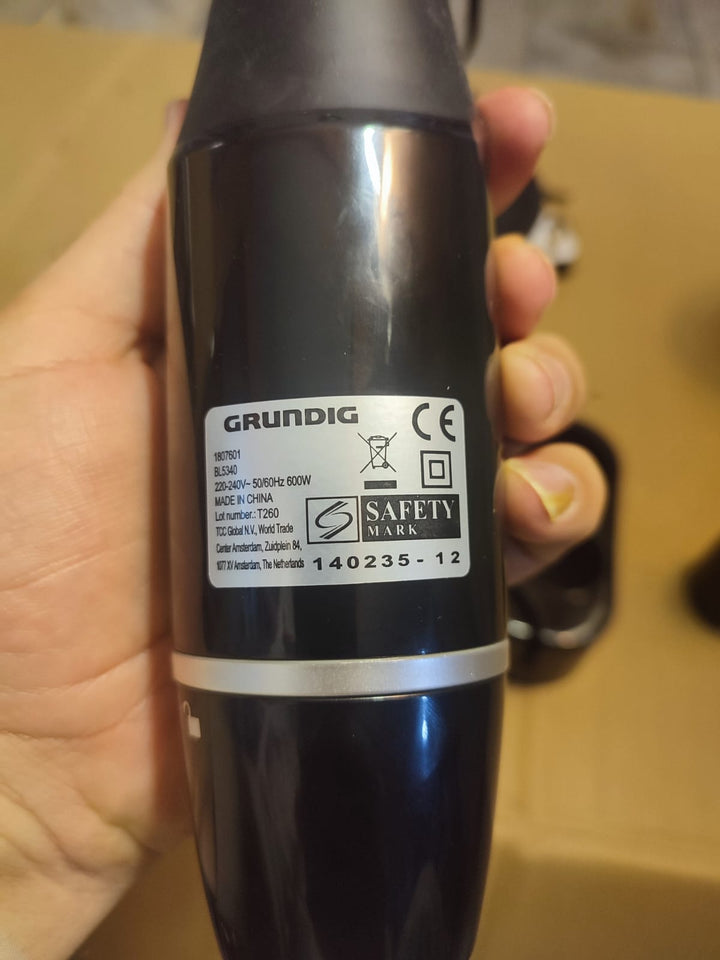 GRUNDIG
CE
1807601
BL5340
220-240V~ 50/60Hz 600W
MADE IN CHINA
Lot number.: T260
TCC Global N.V., World Trade
Center Amsterdam, Zuidplein 84,
1077 XV Amsterdam, The Netherlands
SAFETY
MARK
140235-12